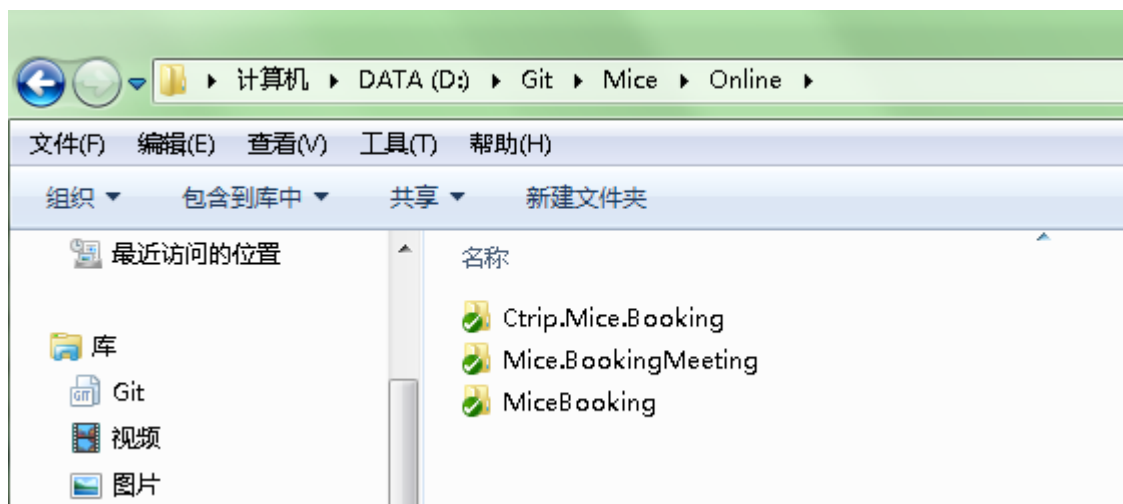 计算机 ▸ DATA (D:) ▸ Git ▸ Mice ▸ Online ▸
文件(F) 编辑(E) 查看(V) 工具(T) 帮助(H)
组织 包含到库中 共享 新建文件夹
最近访问的位置
名称
Ctrip.Mice.Booking
库
Mice.BookingMeeting
GIT Git
MiceBooking
视频
图片